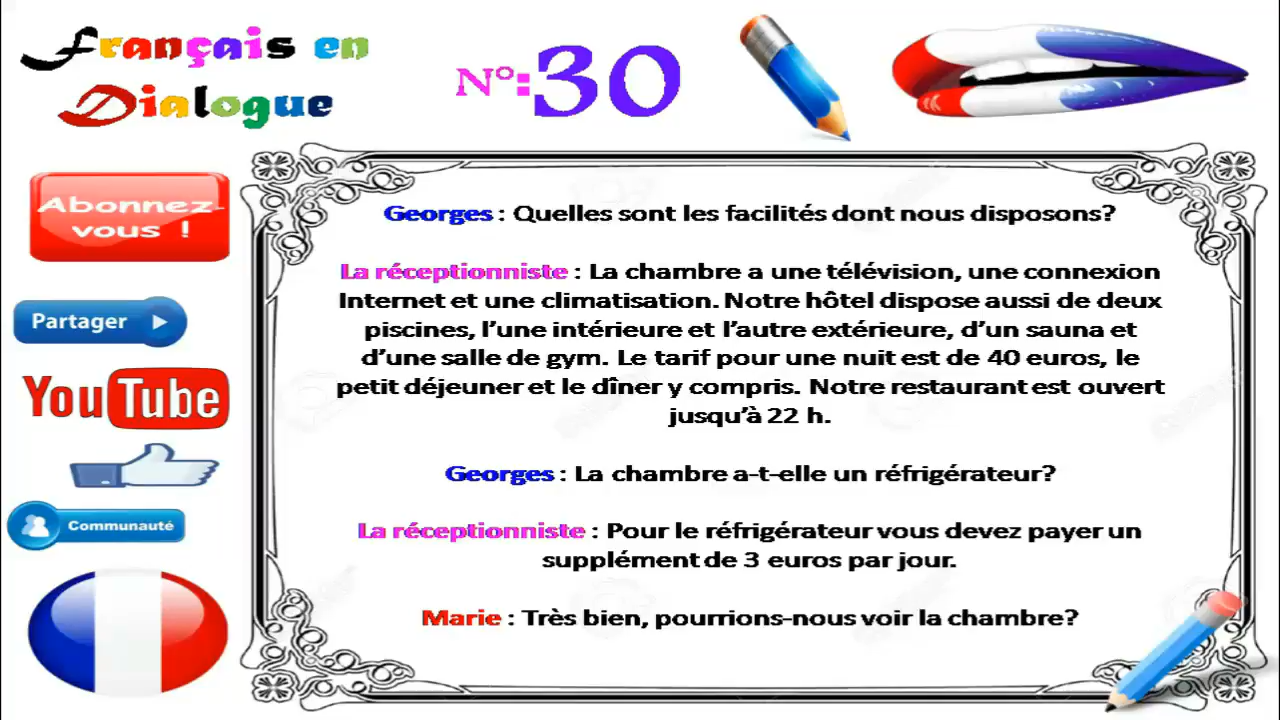 Français en
Dialogue
N°:30
Abonnez-
vous !
Partager
YouTube
Communauté
Georges : Quelles sont les facilités dont nous disposons?
La réceptionniste : La chambre a une télévision, une connexion
Internet et une climatisation. Notre hôtel dispose aussi de deux
piscines, l’une intérieure et l’autre extérieure, d’un sauna et
d’une salle de gym. Le tarif pour une nuit est de 40 euros, le
petit déjeuner et le dîner y compris. Notre restaurant est ouvert
jusqu’à 22 h.
Georges : La chambre a-t-elle un réfrigérateur?
La réceptionniste : Pour le réfrigérateur vous devez payer un
supplément de 3 euros par jour.
Marie : Très bien, pourrions-nous voir la chambre?